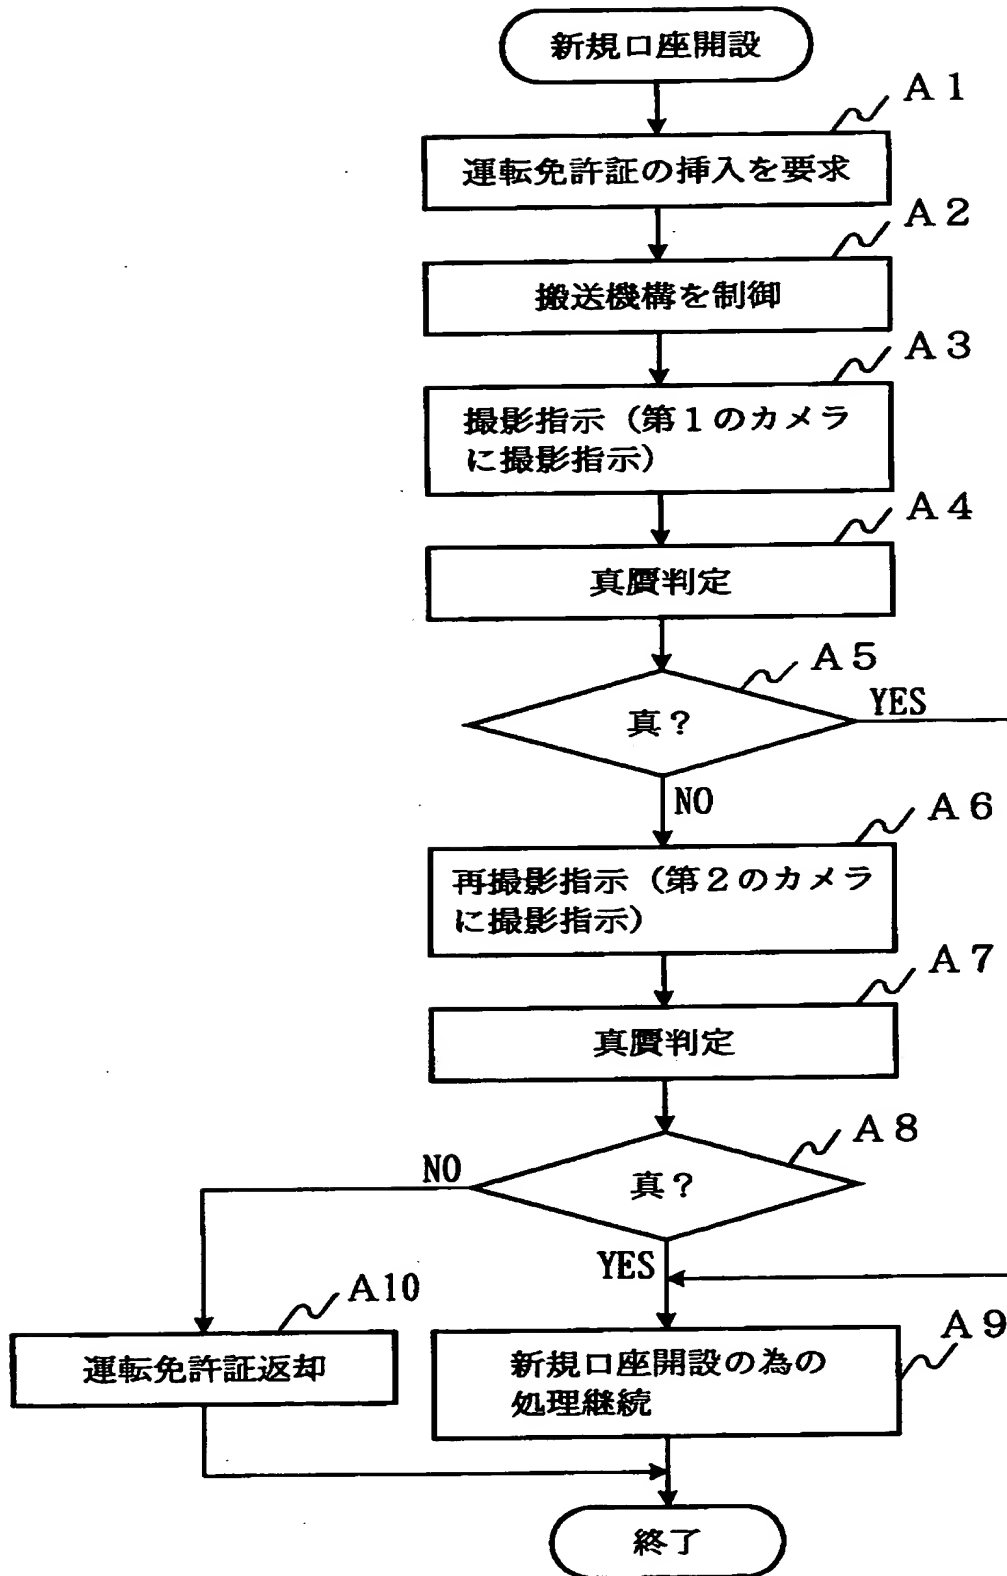 新規口座開設
A1
運転免許証の挿入を要求
A2
搬送機構を制御
A3
撮影指示(第1のカメラ
に撮影指示)
A4
真贋判定
A5
真?
YES
NO
A6
再撮影指示(第2のカメラ
に撮影指示)
A7
真贋判定
A8
真?
NO
YES
A10
運転免許証返却
A9
新規口座開設の為の
処理継続
終了